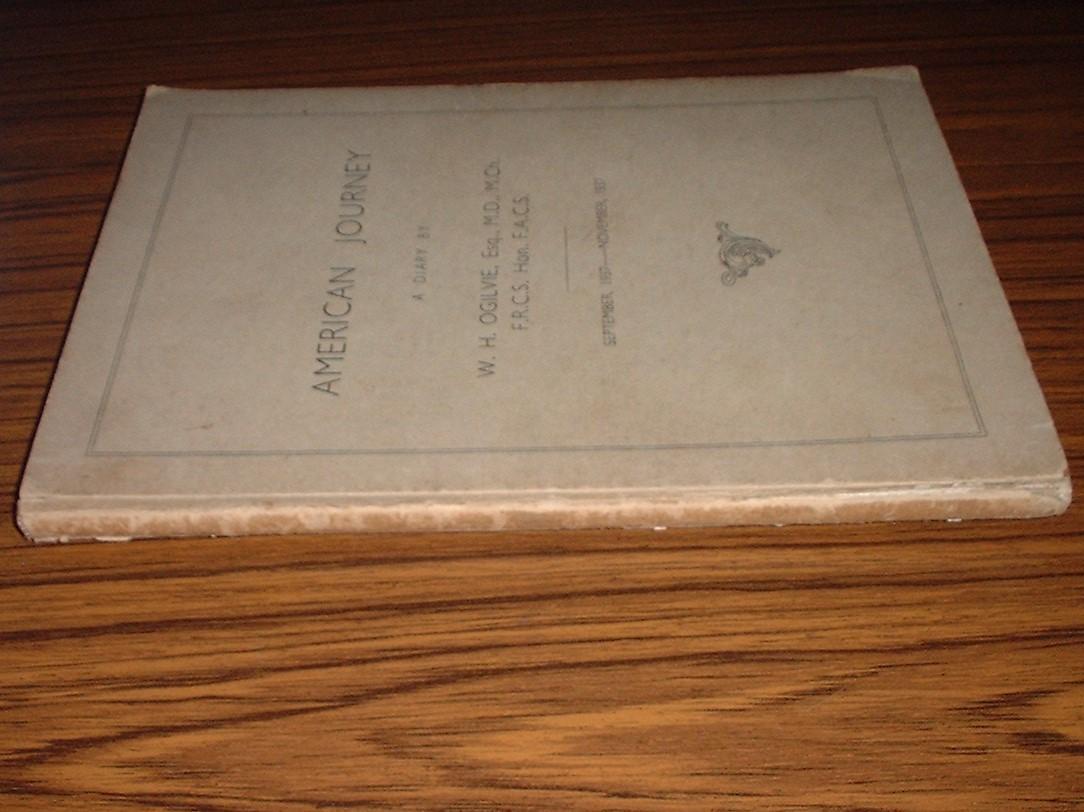 AMERICAN JOURNEY
A DIARY BY
W. H. OGILVIE, Esq., M.D., M.Ch.
F.R.C.S. Hon. F.A.C.S.
SEPTEMBER, 1937—NOVEMBER, 1937